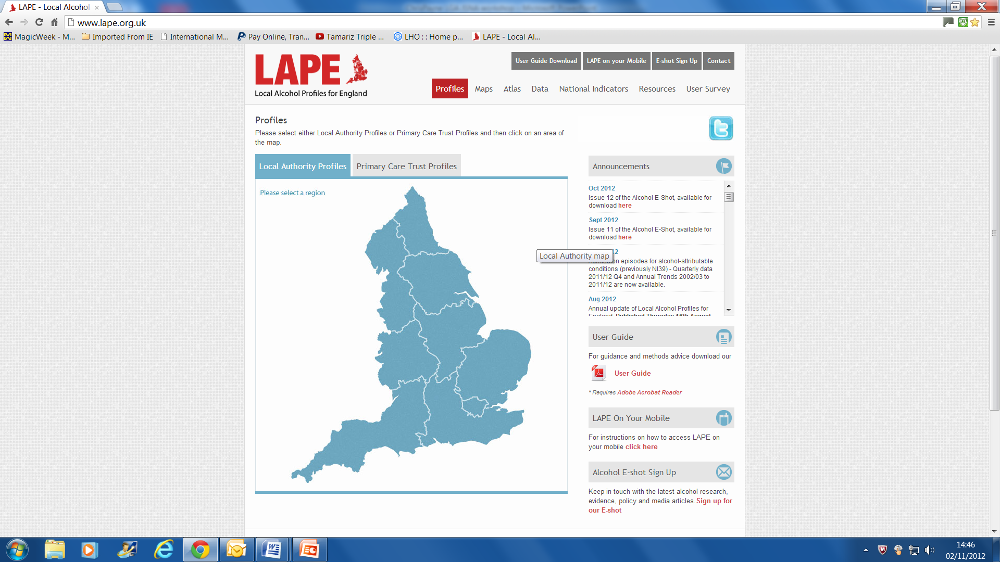 LAPE - Local Alcohol
www.lape.org.uk
MagicWeek - M...
Imported From IE
International M...
Pay Online, Tran...
Tamariz Triple ...
LHO : : Home p...
LAPE - Local Al...
LAPE
Local Alcohol Profiles for England
User Guide Download
LAPE on your Mobile
E-shot Sign Up
Contact
Profiles
Maps
Atlas
Data
National Indicators
Resources
User Survey
Profiles
Please select either Local Authority Profiles or Primary Care Trust Profiles and then click on an area of
the map.
Local Authority Profiles
Primary Care Trust Profiles
Please select a region
Local Authority map
Announcements
Oct 2012
Issue 12 of the Alcohol E-Shot, available for
download here
Sept 2012
Issue 11 of the Alcohol E-Shot, available for
download here
episodes for alcohol-attributable
conditions (previously NI39) - Quarterly data
2011/12 Q4 and Annual Trends 2002/03 to
2011/12 are now available.
Aug 2012
Annual update of Local Alcohol Profiles for
England. Published Thursday 16th August
User Guide
For guidance and methods advice download our
User Guide
* Requires Adobe Acrobat Reader
LAPE On Your Mobile
For instructions on how to access LAPE on
your mobile click here
Alcohol E-shot Sign Up
Keep in touch with the latest alcohol research,
evidence, policy and media articles. Sign up for
our E-shot
14:46
02/11/2012